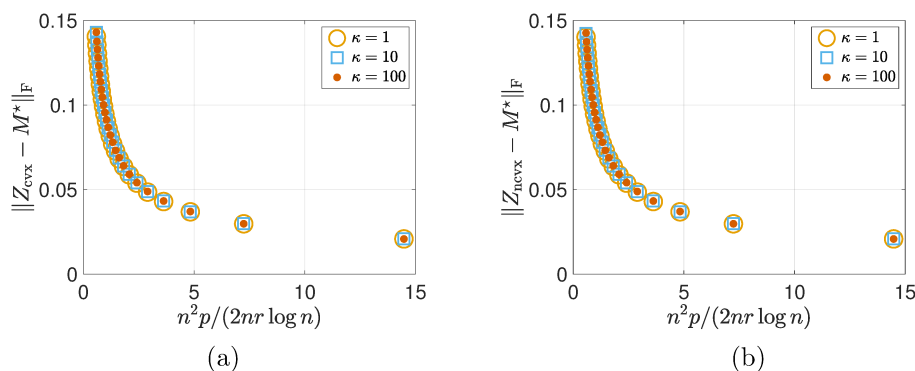 0.15
0.1
0.05
0
0 5 10 15
‖Z_cvx − M⋆‖_F
n²p/(2nr log n)
κ = 1
κ = 10
κ = 100
(a)
0.15
0.1
0.05
0
0 5 10 15
‖Z_ncvx − M⋆‖_F
n²p/(2nr log n)
κ = 1
κ = 10
κ = 100
(b)